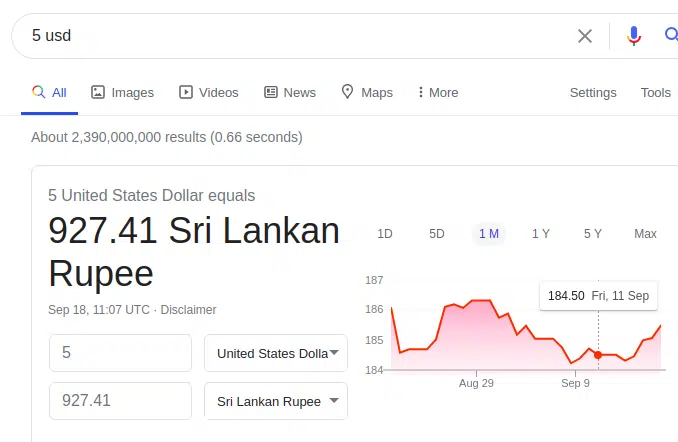 5 usd
All Images Videos News Maps More Settings Tools
About 2,390,000,000 results (0.66 seconds)
5 United States Dollar equals
927.41 Sri Lankan
Rupee
Sep 18, 11:07 UTC · Disclaimer
5 United States Dolla
927.41 Sri Lankan Rupee
1D 5D 1 M 1 Y 5 Y Max
187
184.50 Fri, 11 Sep
186
185
184
Aug 29 Sep 9